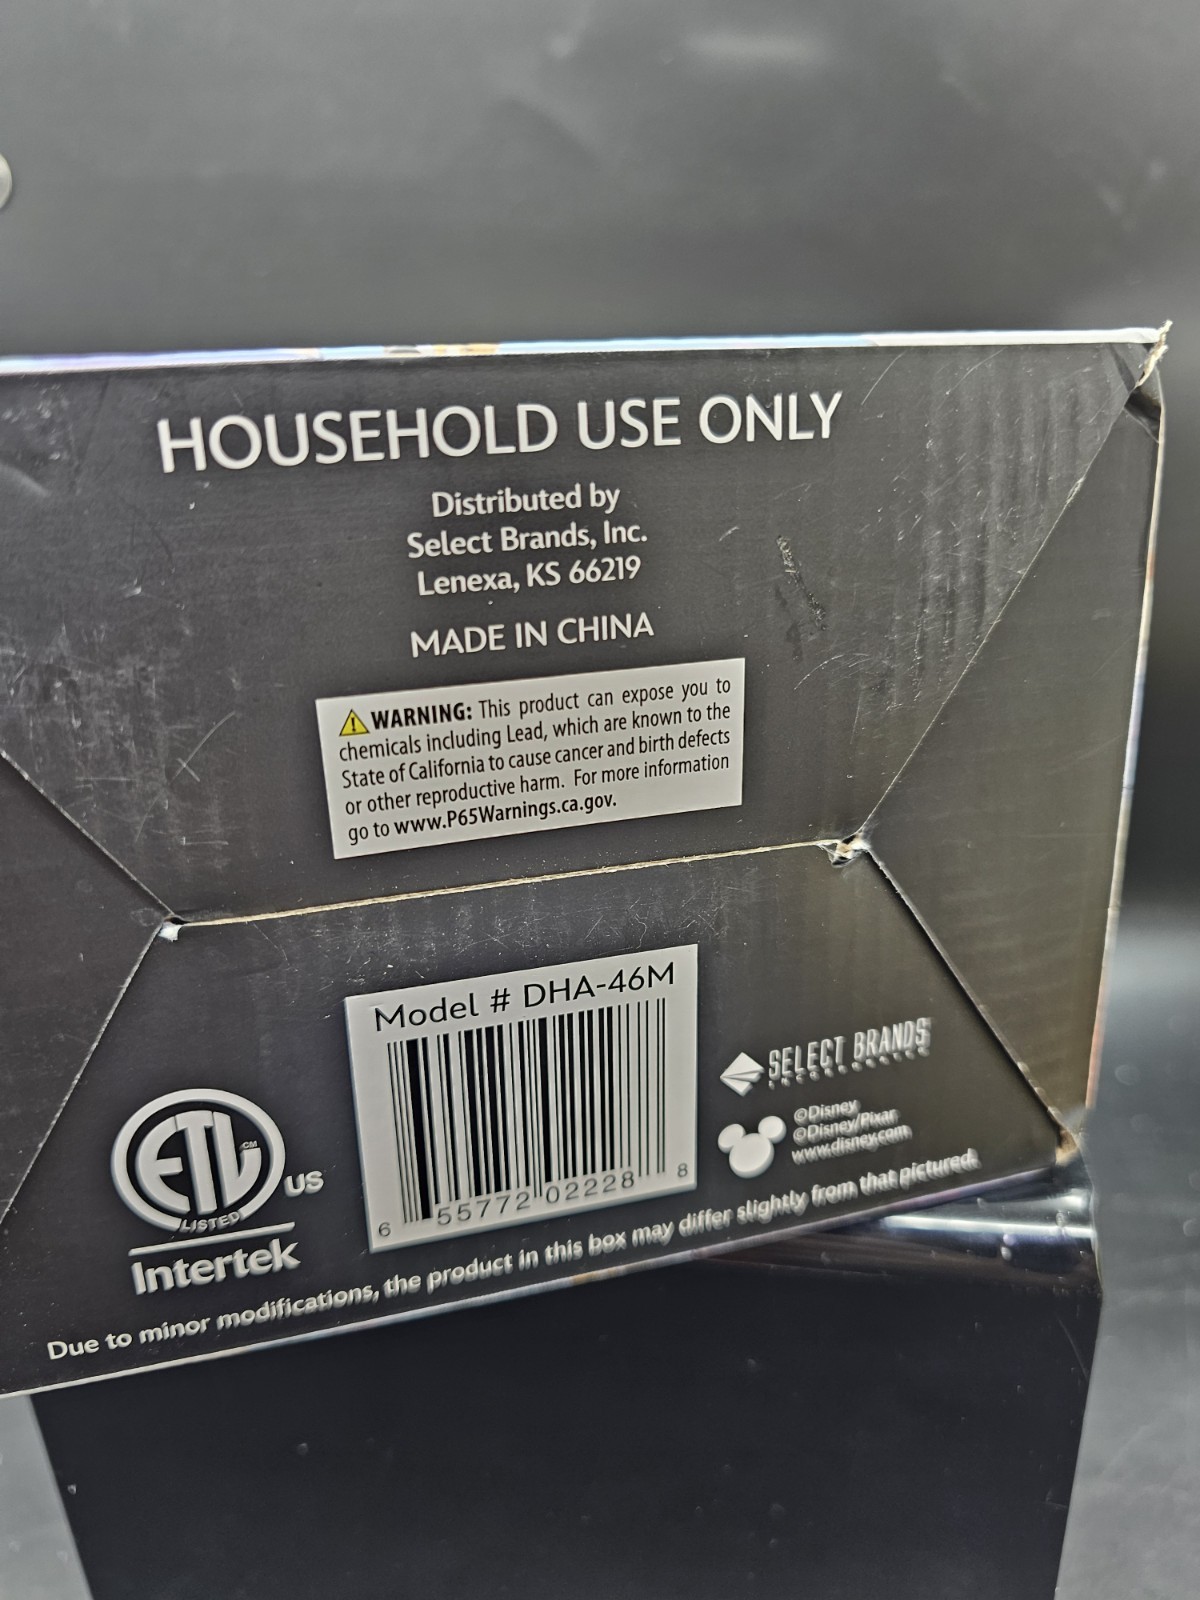 HOUSEHOLD USE ONLY
Distributed by
Select Brands, Inc.
Lenexa, KS 66219
MADE IN CHINA
WARNING: This product can expose you to
chemicals including Lead, which are known to the
State of California to cause cancer and birth defects
or other reproductive harm. For more information
go to www.P65Warnings.ca.gov.
Model # DHA-46M
6 55772 02228 8
ETL CM
LISTED
US
Intertek
SELECT BRANDS
INCORPORATED
©Disney
©Disney/Pixar
www.disney.com
Due to minor modifications, the product in this box may differ slightly from that pictured.